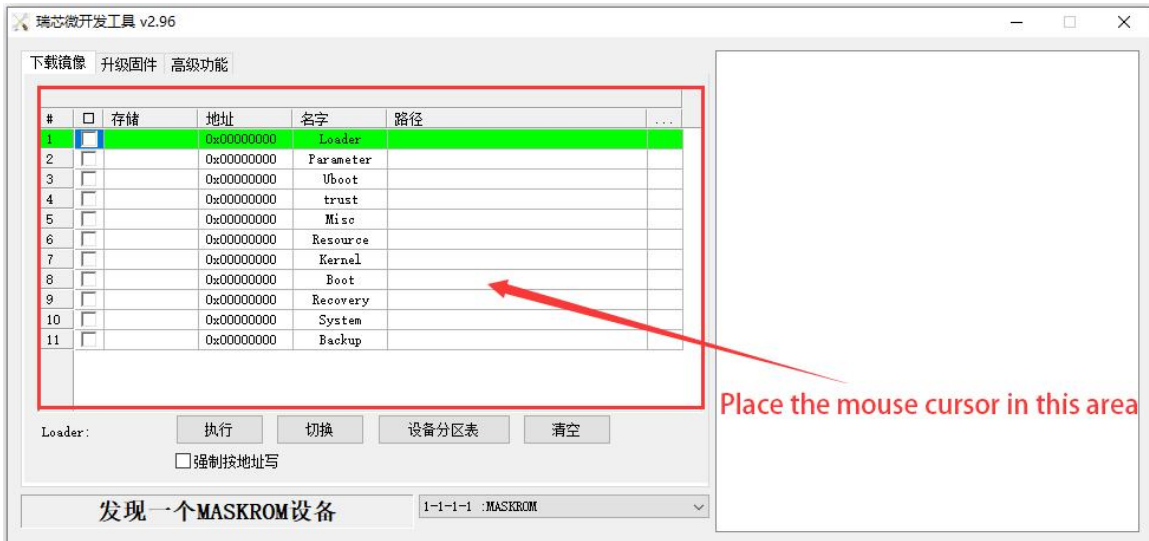 瑞芯微开发工具 v2.96
下载镜像 升级固件 高级功能
# 存储 地址 名字 路径 ...
1 0x00000000 Loader
2 0x00000000 Parameter
3 0x00000000 Uboot
4 0x00000000 trust
5 0x00000000 Misc
6 0x00000000 Resource
7 0x00000000 Kernel
8 0x00000000 Boot
9 0x00000000 Recovery
10 0x00000000 System
11 0x00000000 Backup
Place the mouse cursor in this area
Loader: 执行 切换 设备分区表 清空
强制按地址写
发现一个MASKROM设备 1-1-1-1 :MASKROM